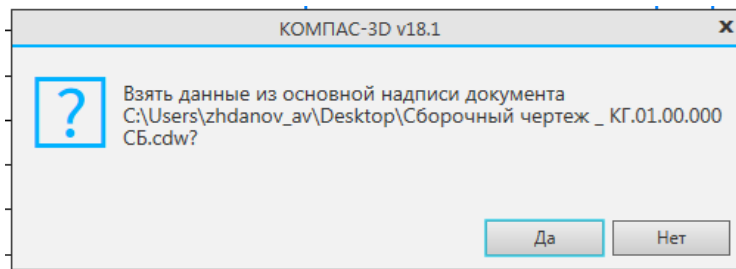 КОМПАС-3D v18.1
x
Взять данные из основной надписи документа
C:\Users\zhdanov_av\Desktop\Сборочный чертеж _ КГ.01.00.000
СБ.cdw?
?
Да
Нет